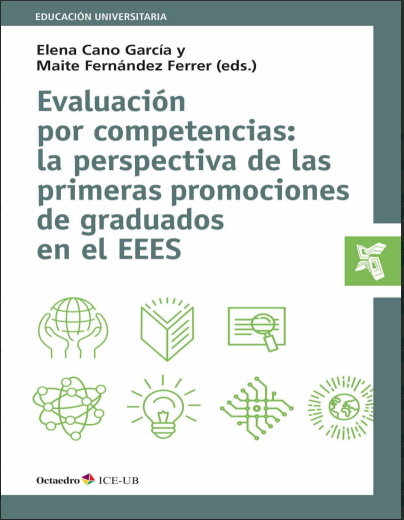 EDUCACIÓN UNIVERSITARIA
Elena Cano García y
Maite Fernández Ferrer (eds.)
Evaluación
por competencias:
la perspectiva de las
primeras promociones
de graduados
en el EEES
Octaedro ICE-UB